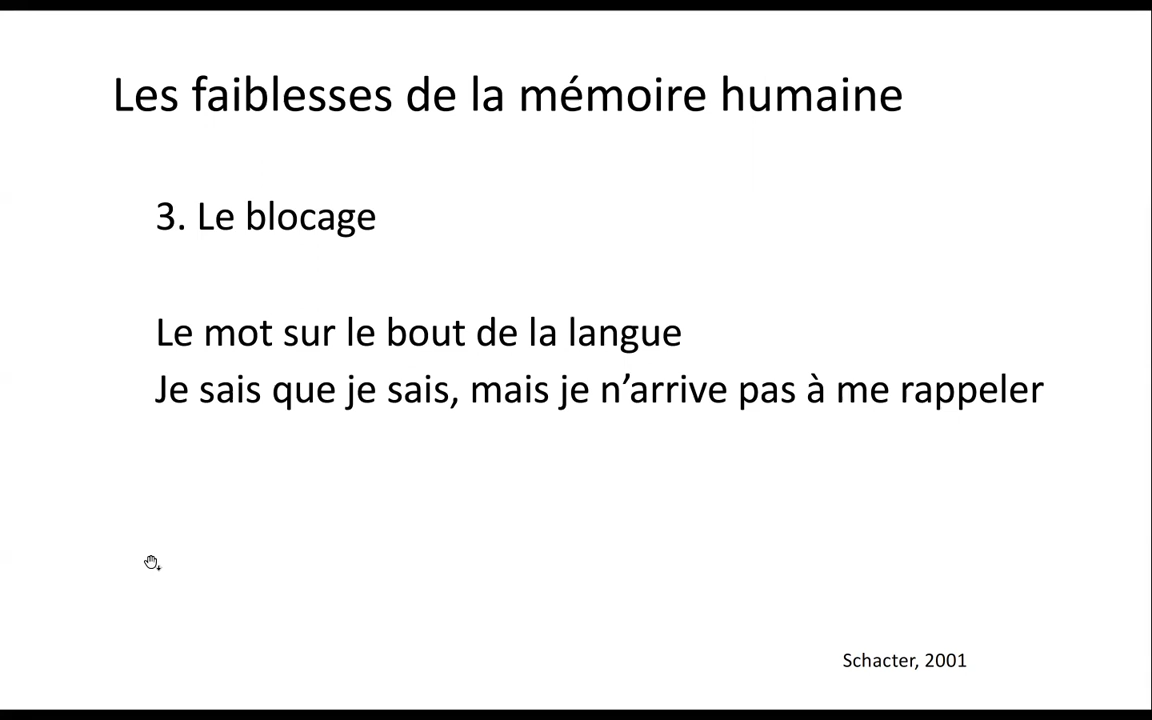 Les faiblesses de la mémoire humaine
3. Le blocage
Le mot sur le bout de la langue
Je sais que je sais, mais je n’arrive pas à me rappeler
Schacter, 2001